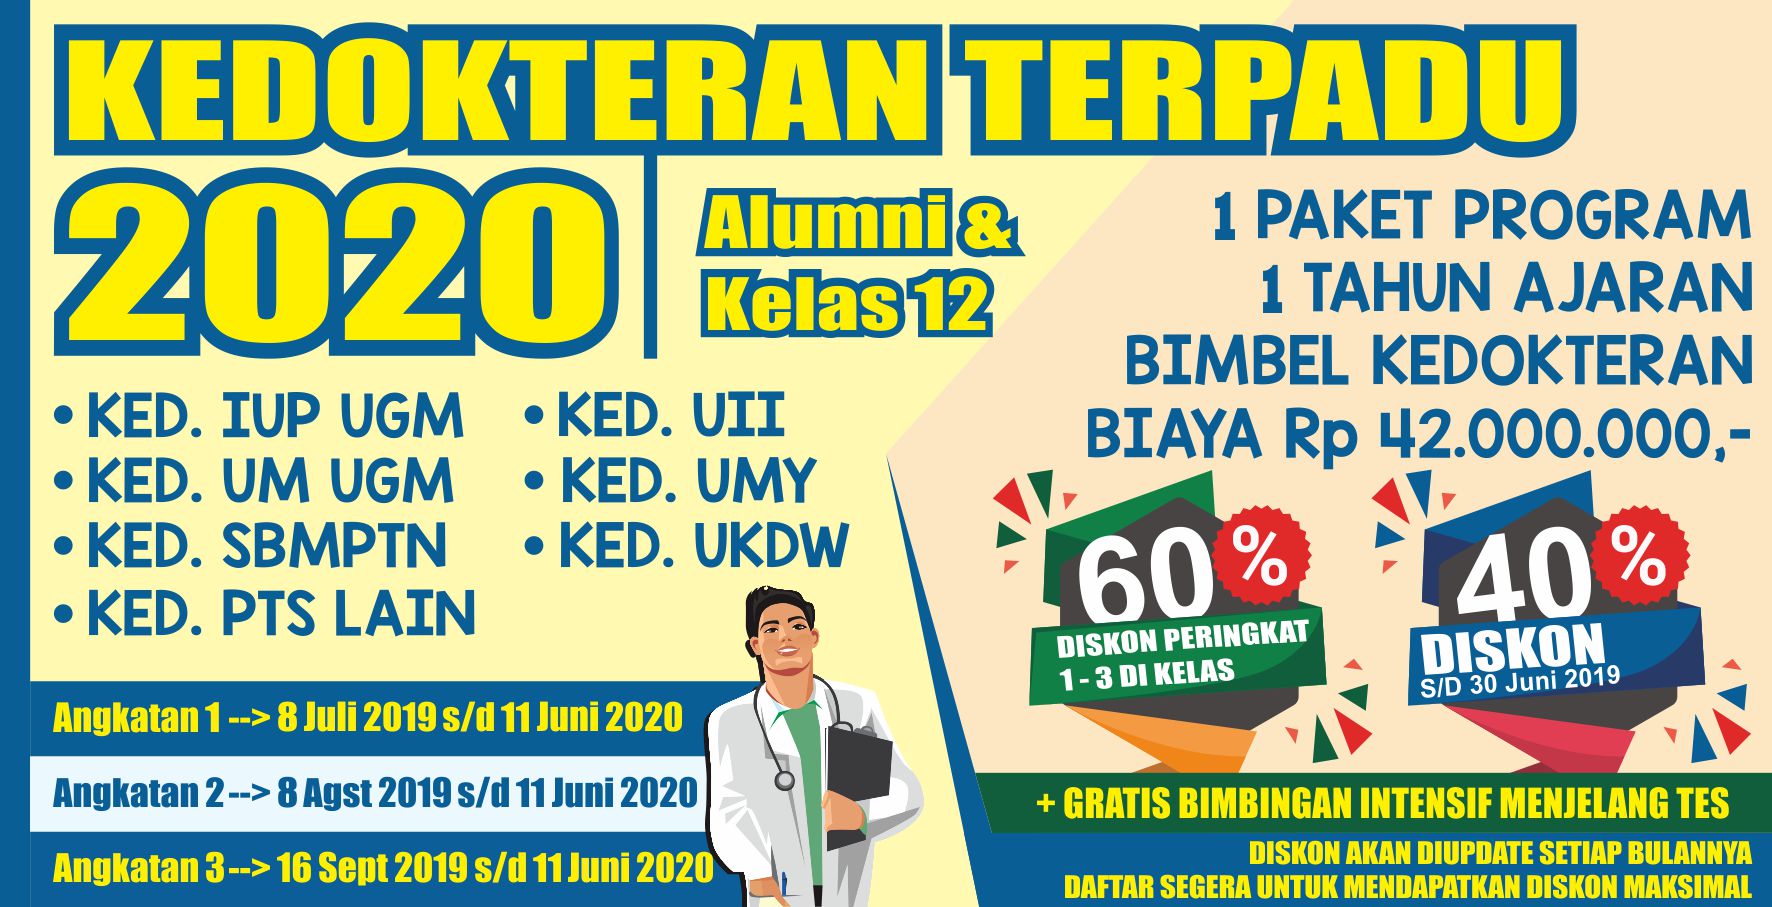 KEDOKTERAN TERPADU
2020
Alumni &
Kelas 12
• KED. IUP UGM
• KED. UM UGM
• KED. SBMPTN
• KED. PTS LAIN
• KED. UII
• KED. UMY
• KED. UKDW
1 PAKET PROGRAM
1 TAHUN AJARAN
BIMBEL KEDOKTERAN
BIAYA Rp 42.000.000,-
60%
DISKON PERINGKAT
1 - 3 DI KELAS
40%
DISKON
S/D 30 Juni 2019
Angkatan 1 --> 8 Juli 2019 s/d 11 Juni 2020
Angkatan 2 --> 8 Agst 2019 s/d 11 Juni 2020
Angkatan 3 --> 16 Sept 2019 s/d 11 Juni 2020
+ GRATIS BIMBINGAN INTENSIF MENJELANG TES
DISKON AKAN DIUPDATE SETIAP BULANNYA
DAFTAR SEGERA UNTUK MENDAPATKAN DISKON MAKSIMAL